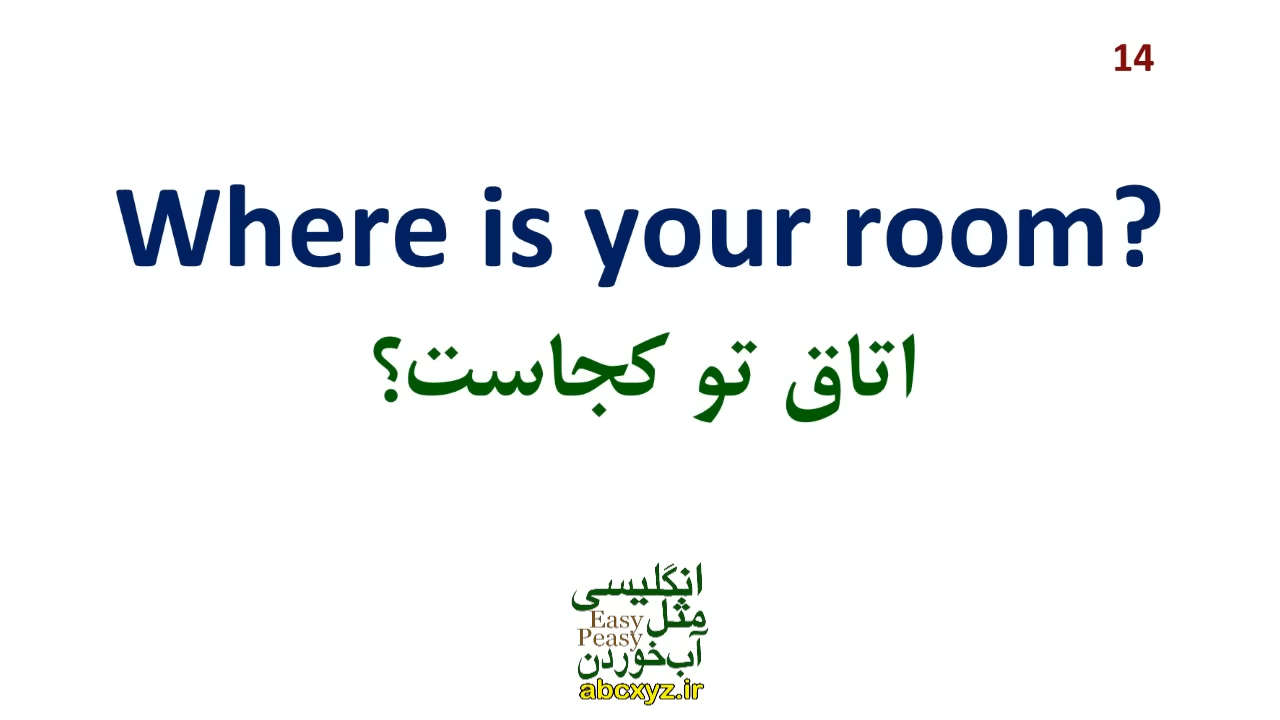 14
Where is your room?
اتاق تو کجاست؟
انگلیسی
مثل
Easy
Peasy
آب‌خوردن
abcxyz.ir